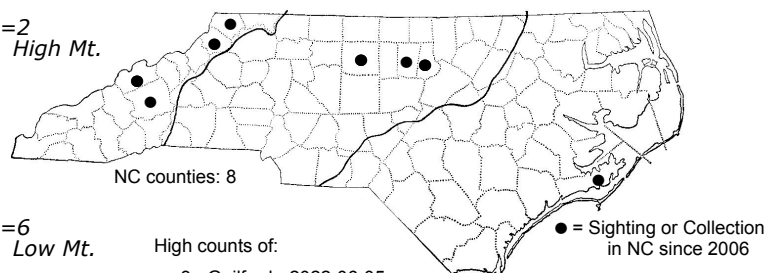 =2
High Mt.
NC counties: 8
=6
Low Mt.
High counts of:
● = Sighting or Collection
in NC since 2006